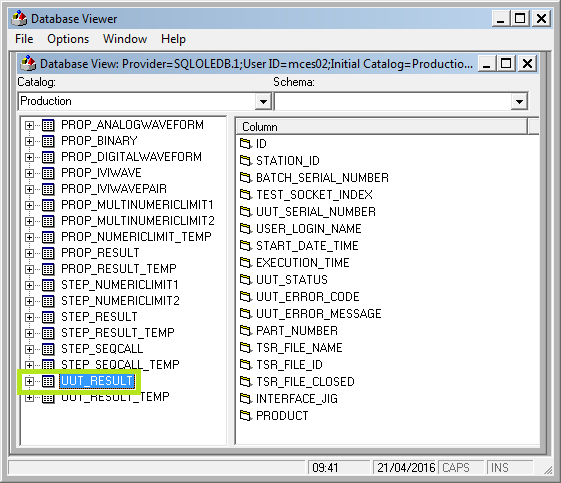 Database Viewer
File Options Window Help
Database View: Provider=SQLOLEDB.1;User ID=mces02;Initial Catalog=Productio...
Catalog: Schema:
Production
PROP_ANALOGWAVEFORM
PROP_BINARY
PROP_DIGITALWAVEFORM
PROP_IVIWAVE
PROP_IVIWAVEPAIR
PROP_MULTINUMERICLIMIT1
PROP_MULTINUMERICLIMIT2
PROP_NUMERICLIMIT_TEMP
PROP_RESULT
PROP_RESULT_TEMP
STEP_NUMERICLIMIT1
STEP_NUMERICLIMIT2
STEP_RESULT
STEP_RESULT_TEMP
STEP_SEQCALL
STEP_SEQCALL_TEMP
UUT_RESULT
UUT_RESULT_TEMP
Column
ID
STATION_ID
BATCH_SERIAL_NUMBER
TEST_SOCKET_INDEX
UUT_SERIAL_NUMBER
USER_LOGIN_NAME
START_DATE_TIME
EXECUTION_TIME
UUT_STATUS
UUT_ERROR_CODE
UUT_ERROR_MESSAGE
PART_NUMBER
TSR_FILE_NAME
TSR_FILE_ID
TSR_FILE_CLOSED
INTERFACE_JIG
PRODUCT
09:41 21/04/2016 CAPS INS